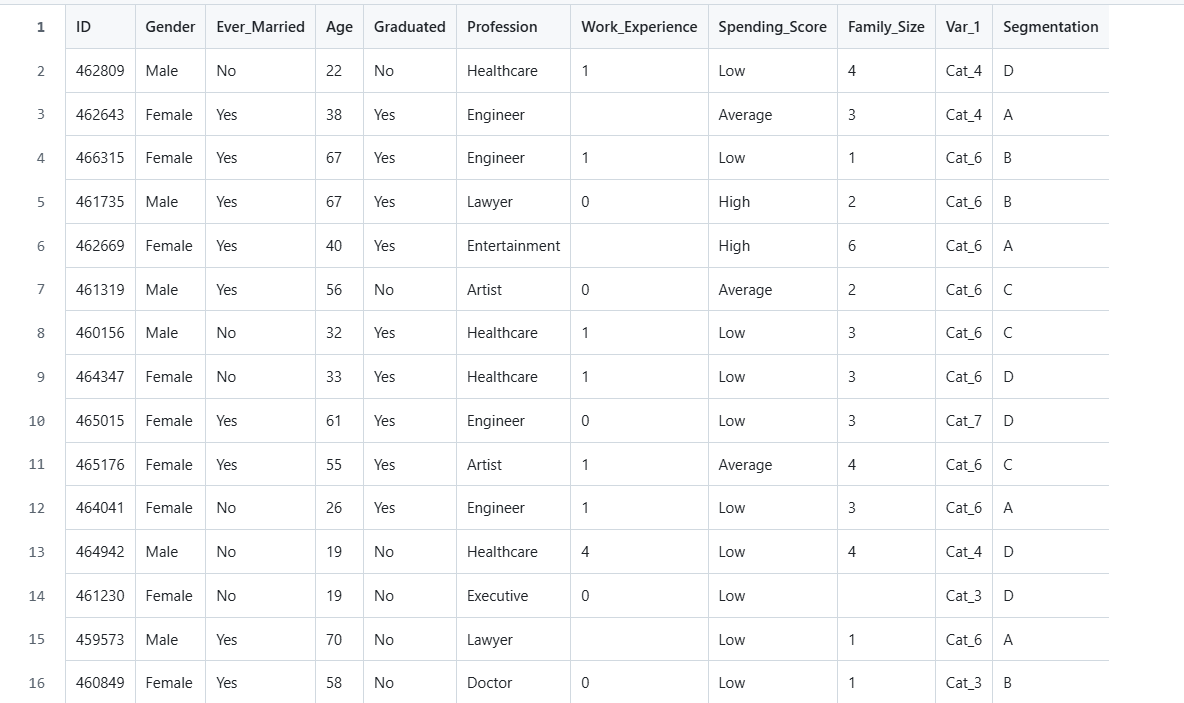 1 ID Gender Ever_Married Age Graduated Profession Work_Experience Spending_Score Family_Size Var_1 Segmentation
2 462809 Male No 22 No Healthcare 1 Low 4 Cat_4 D
3 462643 Female Yes 38 Yes Engineer Average 3 Cat_4 A
4 466315 Female Yes 67 Yes Engineer 1 Low 1 Cat_6 B
5 461735 Male Yes 67 Yes Lawyer 0 High 2 Cat_6 B
6 462669 Female Yes 40 Yes Entertainment High 6 Cat_6 A
7 461319 Male Yes 56 No Artist 0 Average 2 Cat_6 C
8 460156 Male No 32 Yes Healthcare 1 Low 3 Cat_6 C
9 464347 Female No 33 Yes Healthcare 1 Low 3 Cat_6 D
10 465015 Female Yes 61 Yes Engineer 0 Low 3 Cat_7 D
11 465176 Female Yes 55 Yes Artist 1 Average 4 Cat_6 C
12 464041 Female No 26 Yes Engineer 1 Low 3 Cat_6 A
13 464942 Male No 19 No Healthcare 4 Low 4 Cat_4 D
14 461230 Female No 19 No Executive 0 Low Cat_3 D
15 459573 Male Yes 70 No Lawyer Low 1 Cat_6 A
16 460849 Female Yes 58 No Doctor 0 Low 1 Cat_3 B